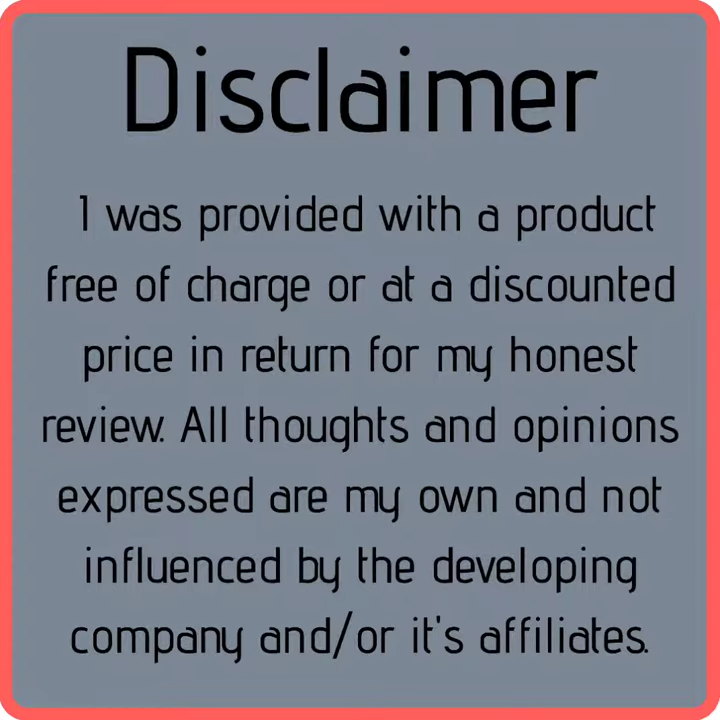 Disclaimer
I was provided with a product
free of charge or at a discounted
price in return for my honest
review. All thoughts and opinions
expressed are my own and not
influenced by the developing
company and/or it's affiliates.